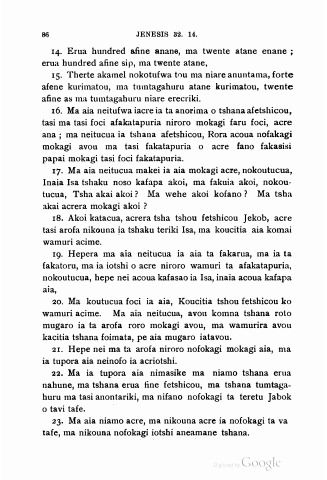 86 JENESIS 32. 14.
14. Erua hundred afine anane, ma twente atane enane ;
erua hundred afine sip, ma twente atane,
15. Therte akamel nokotufwa tou ma niare anuntama, forte
afene kurimatou, ma tumtagahuru atane kurimatou, twente
afine as ma tumtagahuru niare erecriki.
16. Ma aia neitufwa iacre ia ta anorima o tshana afetshicou,
tasi ma tasi foci afakatapuria niroro mokagi faru foci, acre
ana ; ma neitucua ia tshana afetshicou, Rora acoua nofakagi
mokagi avou ma tasi fakatapuria o acre fano fakasisi
papai mokagi tasi foci fakatapuria.
17. Ma aia neitucua makei ia aia mokagi acre, nokoutucua,
Inaia Isa tshaku noso kafapa akoi, ma fakuia akoi, nokou-
tucua, Tsha akai akoi ? Ma wehe akoi kofano ? Ma tsha
akai acrera mokagi akoi ?
18. Akoi katacua, acrera tsha tshou fetshicou Jekob, acre
tasi arofa nikouna ia tshaku teriki Isa, ma koucitia aia komai
wamuri acime.
19. Hepera ma aia neitucua ia aia ta fakarua, ma ia ta
fakatoru, ma ia iotshi o acre niroro wamuri ta afakatapuria,
nokoutucua, hepe nei acoua kafasao ia Isa, inaia acoua kafapa
aia,
20. Ma koutucua foci ia aia, Koucitia tshou fetshicou ko
wamuri acime. Ma aia neitucua, avou komna tshana roto
mugaro ia ta arofa roro mokagi avou, ma wamurira avou
kacitia tshana foimata, pe aia mugaro iatavou.
21. Hepe nei ma ta arofa niroro nofokagi mokagi aia, ma
ia tupora aia neinofo ia acriotshi.
22. Ma ia tupora aia nimasike ma niamo tshana erua
nahune, ma tshana erua fine fetshicou, ma tshana tumtaga-
huru ma tasi anontariki, ma nifano nofokagi ta teretu Jabok
o tavi tafe.
23. Ma aia niamo acre, ma nikouna acre ia nofokagi ta va
tafe, ma nikouna nofokagi iotshi aneamane tshana.
Digitized by Google